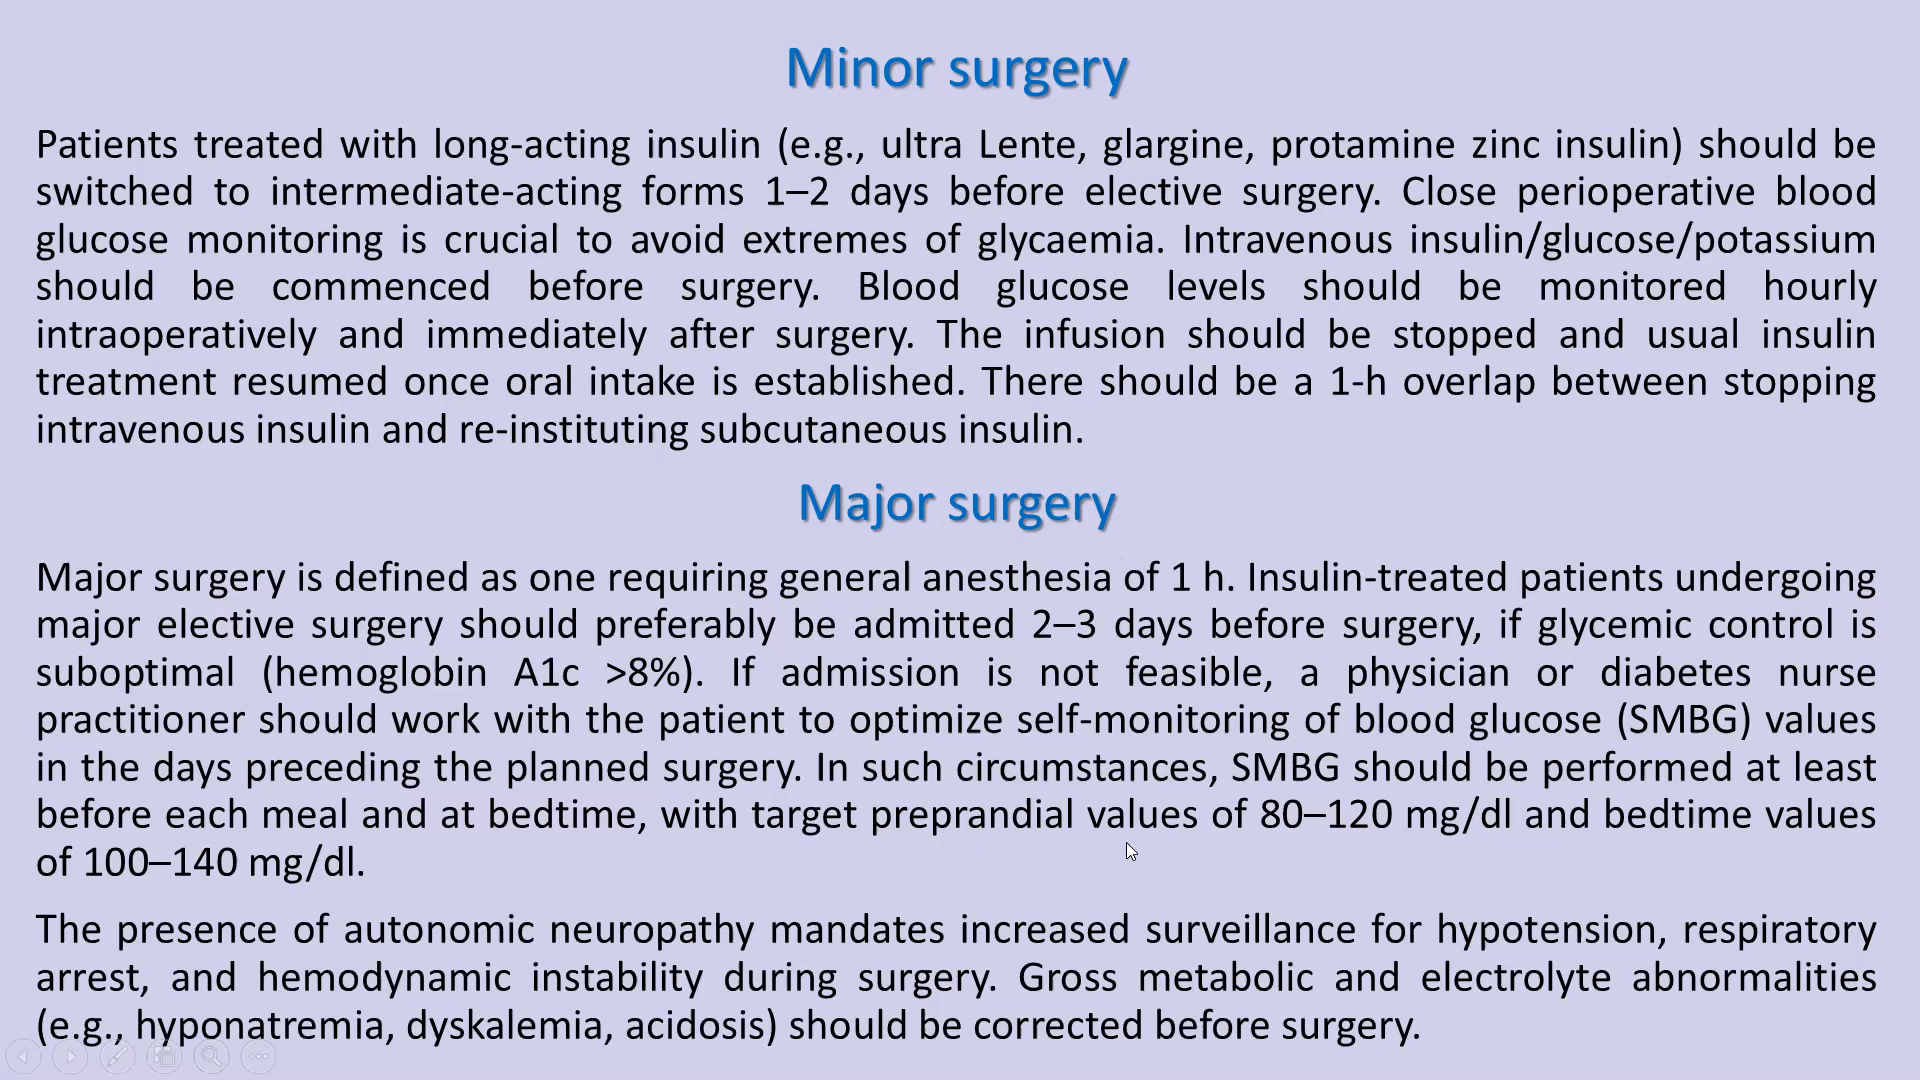 Minor surgery
Patients treated with long-acting insulin (e.g., ultra Lente, glargine, protamine zinc insulin) should be
switched to intermediate-acting forms 1–2 days before elective surgery. Close perioperative blood
glucose monitoring is crucial to avoid extremes of glycaemia. Intravenous insulin/glucose/potassium
should be commenced before surgery. Blood glucose levels should be monitored hourly
intraoperatively and immediately after surgery. The infusion should be stopped and usual insulin
treatment resumed once oral intake is established. There should be a 1-h overlap between stopping
intravenous insulin and re-instituting subcutaneous insulin.
Major surgery
Major surgery is defined as one requiring general anesthesia of 1 h. Insulin-treated patients undergoing
major elective surgery should preferably be admitted 2–3 days before surgery, if glycemic control is
suboptimal (hemoglobin A1c >8%). If admission is not feasible, a physician or diabetes nurse
practitioner should work with the patient to optimize self-monitoring of blood glucose (SMBG) values
in the days preceding the planned surgery. In such circumstances, SMBG should be performed at least
before each meal and at bedtime, with target preprandial values of 80–120 mg/dl and bedtime values
of 100–140 mg/dl.
The presence of autonomic neuropathy mandates increased surveillance for hypotension, respiratory
arrest, and hemodynamic instability during surgery. Gross metabolic and electrolyte abnormalities
(e.g., hyponatremia, dyskalemia, acidosis) should be corrected before surgery.